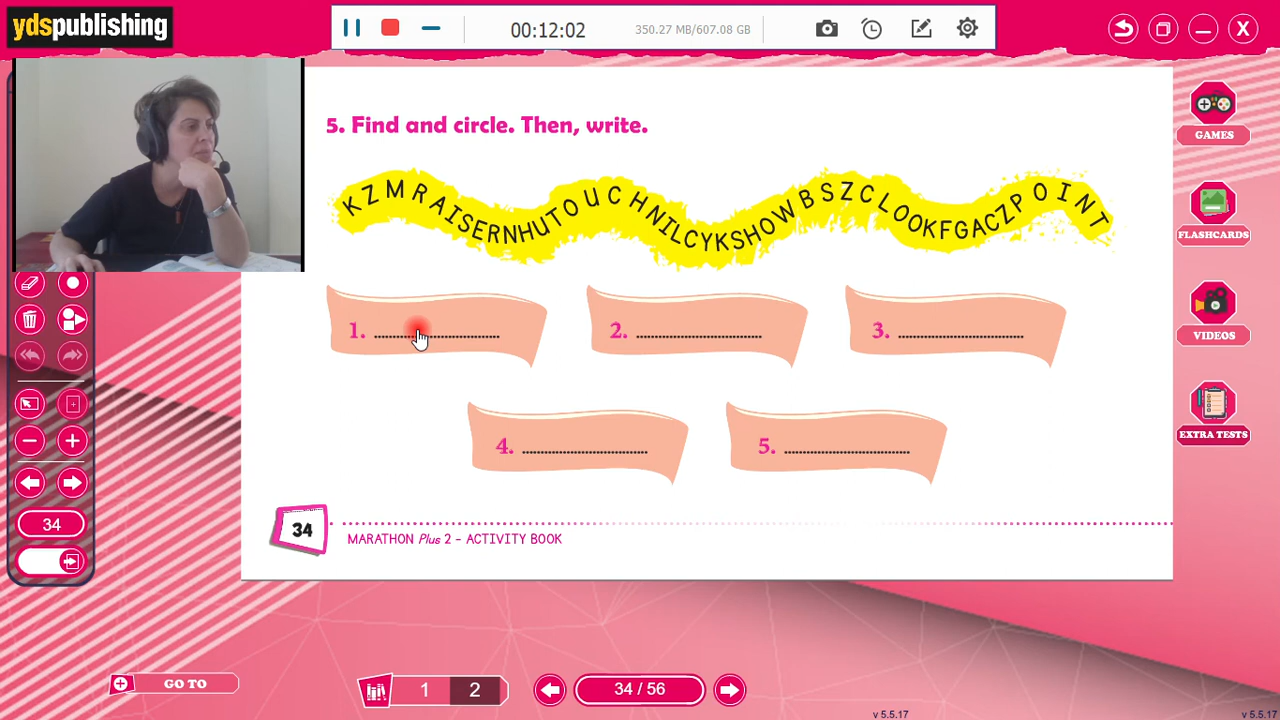 ydspublishing
00:12:02
350.27 MB/607.08 GB
X
5. Find and circle. Then, write.
KZMRAISERNHUTOUCHNILCYKSHOWBSZCLOOKFGACZPOINT
1. 2. 3.
4. 5.
34
MARATHON Plus 2 - ACTIVITY BOOK
GAMES
FLASHCARDS
VIDEOS
EXTRA TESTS
34
GO TO
1 2
34 / 56
v 5.5.17
v 5.5.17